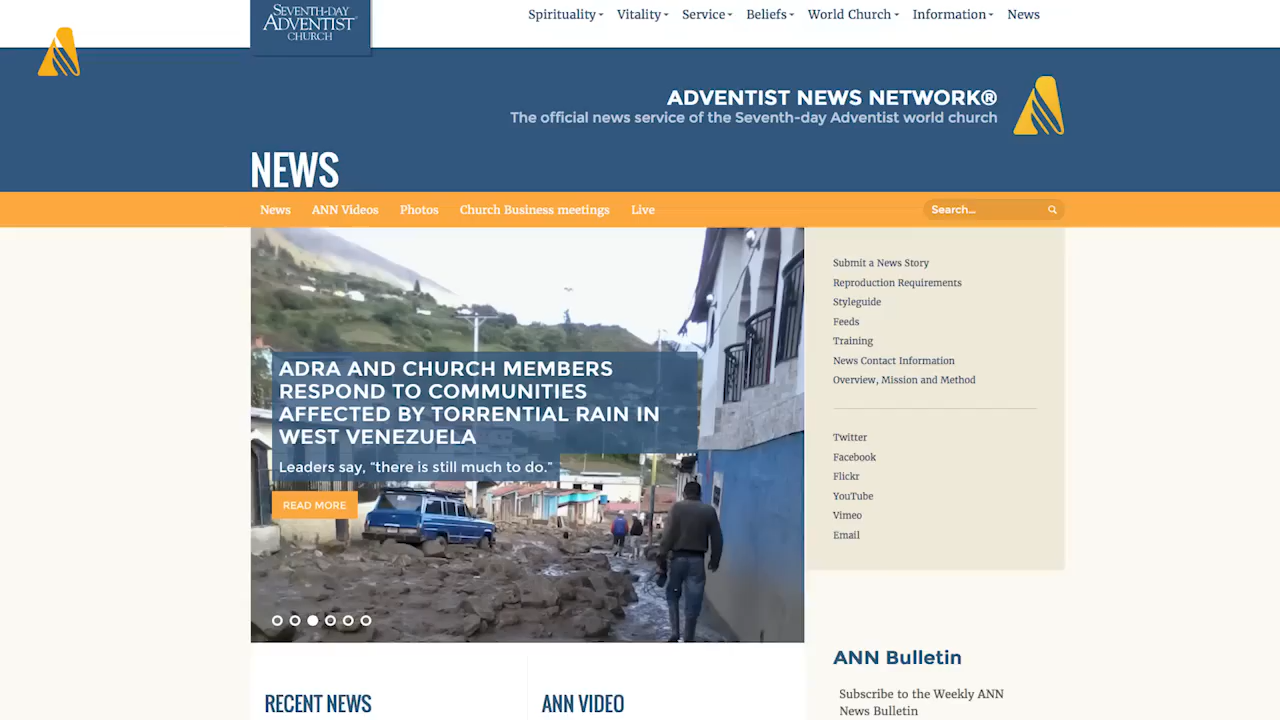 SEVENTH-DAY
ADVENTIST
CHURCH
Spirituality Vitality Service Beliefs World Church Information News
ADVENTIST NEWS NETWORK®
The official news service of the Seventh-day Adventist world church
NEWS
News ANN Videos Photos Church Business meetings Live Search...
ADRA AND CHURCH MEMBERS
RESPOND TO COMMUNITIES
AFFECTED BY TORRENTIAL RAIN IN
WEST VENEZUELA
Leaders say, “there is still much to do.”
READ MORE
Submit a News Story
Reproduction Requirements
Styleguide
Feeds
Training
News Contact Information
Overview, Mission and Method
Twitter
Facebook
Flickr
YouTube
Vimeo
Email
ANN Bulletin
Subscribe to the Weekly ANN
News Bulletin
RECENT NEWS
ANN VIDEO